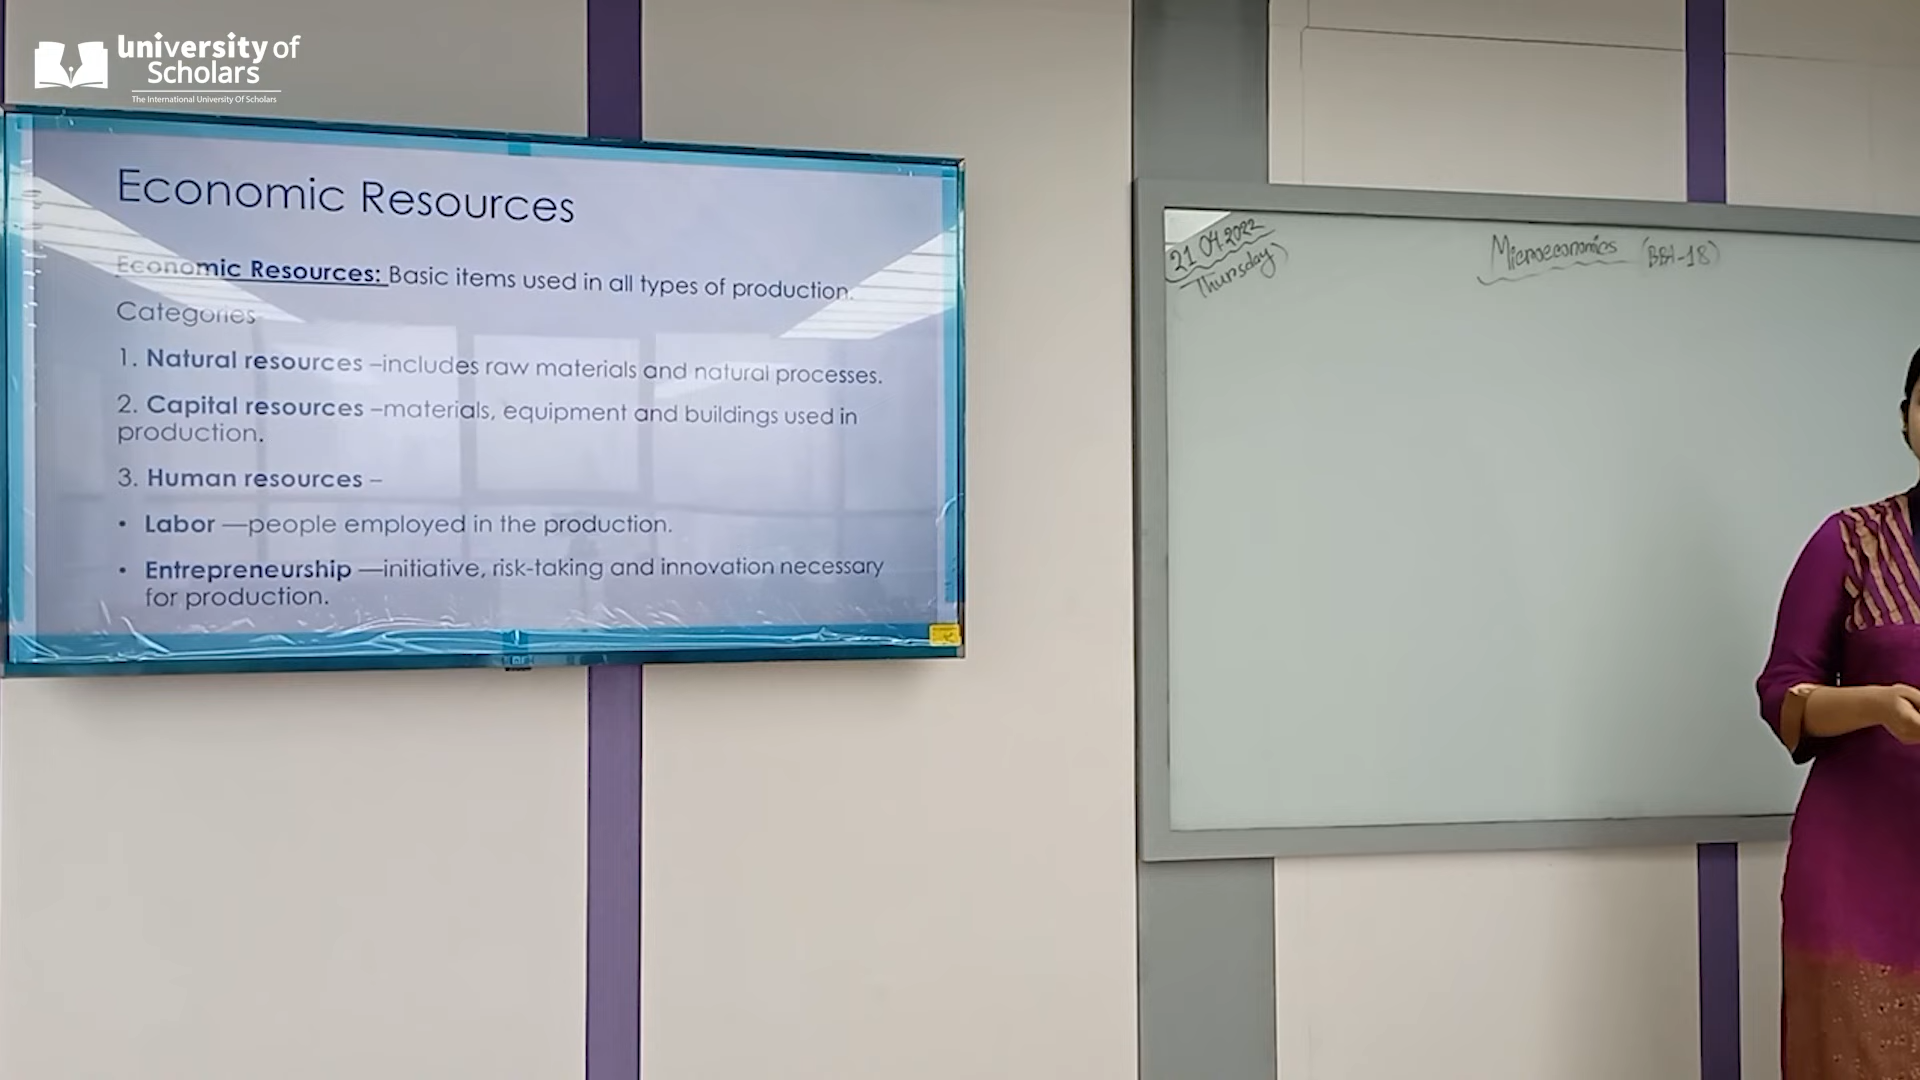 University of
Scholars
The International University Of Scholars
Economic Resources
Economic Resources: Basic items used in all types of production.
Categories
1. Natural resources –includes raw materials and natural processes.
2. Capital resources –materials, equipment and buildings used in
production.
3. Human resources –
• Labor —people employed in the production.
• Entrepreneurship —initiative, risk-taking and innovation necessary
for production.
21.04.2022
Thursday
Microeconomics (BBA-18)